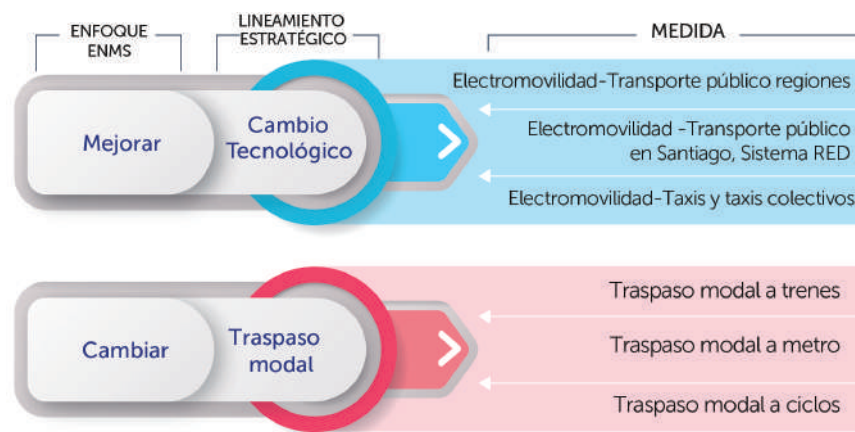 ENFOQUE
ENMS
LINEAMIENTO
ESTRATÉGICO
MEDIDA
Mejorar
Cambio
Tecnológico
Electromovilidad-Transporte público regiones
Electromovilidad -Transporte público
en Santiago, Sistema RED
Electromovilidad-Taxis y taxis colectivos
Cambiar
Traspaso
modal
Traspaso modal a trenes
Traspaso modal a metro
Traspaso modal a ciclos